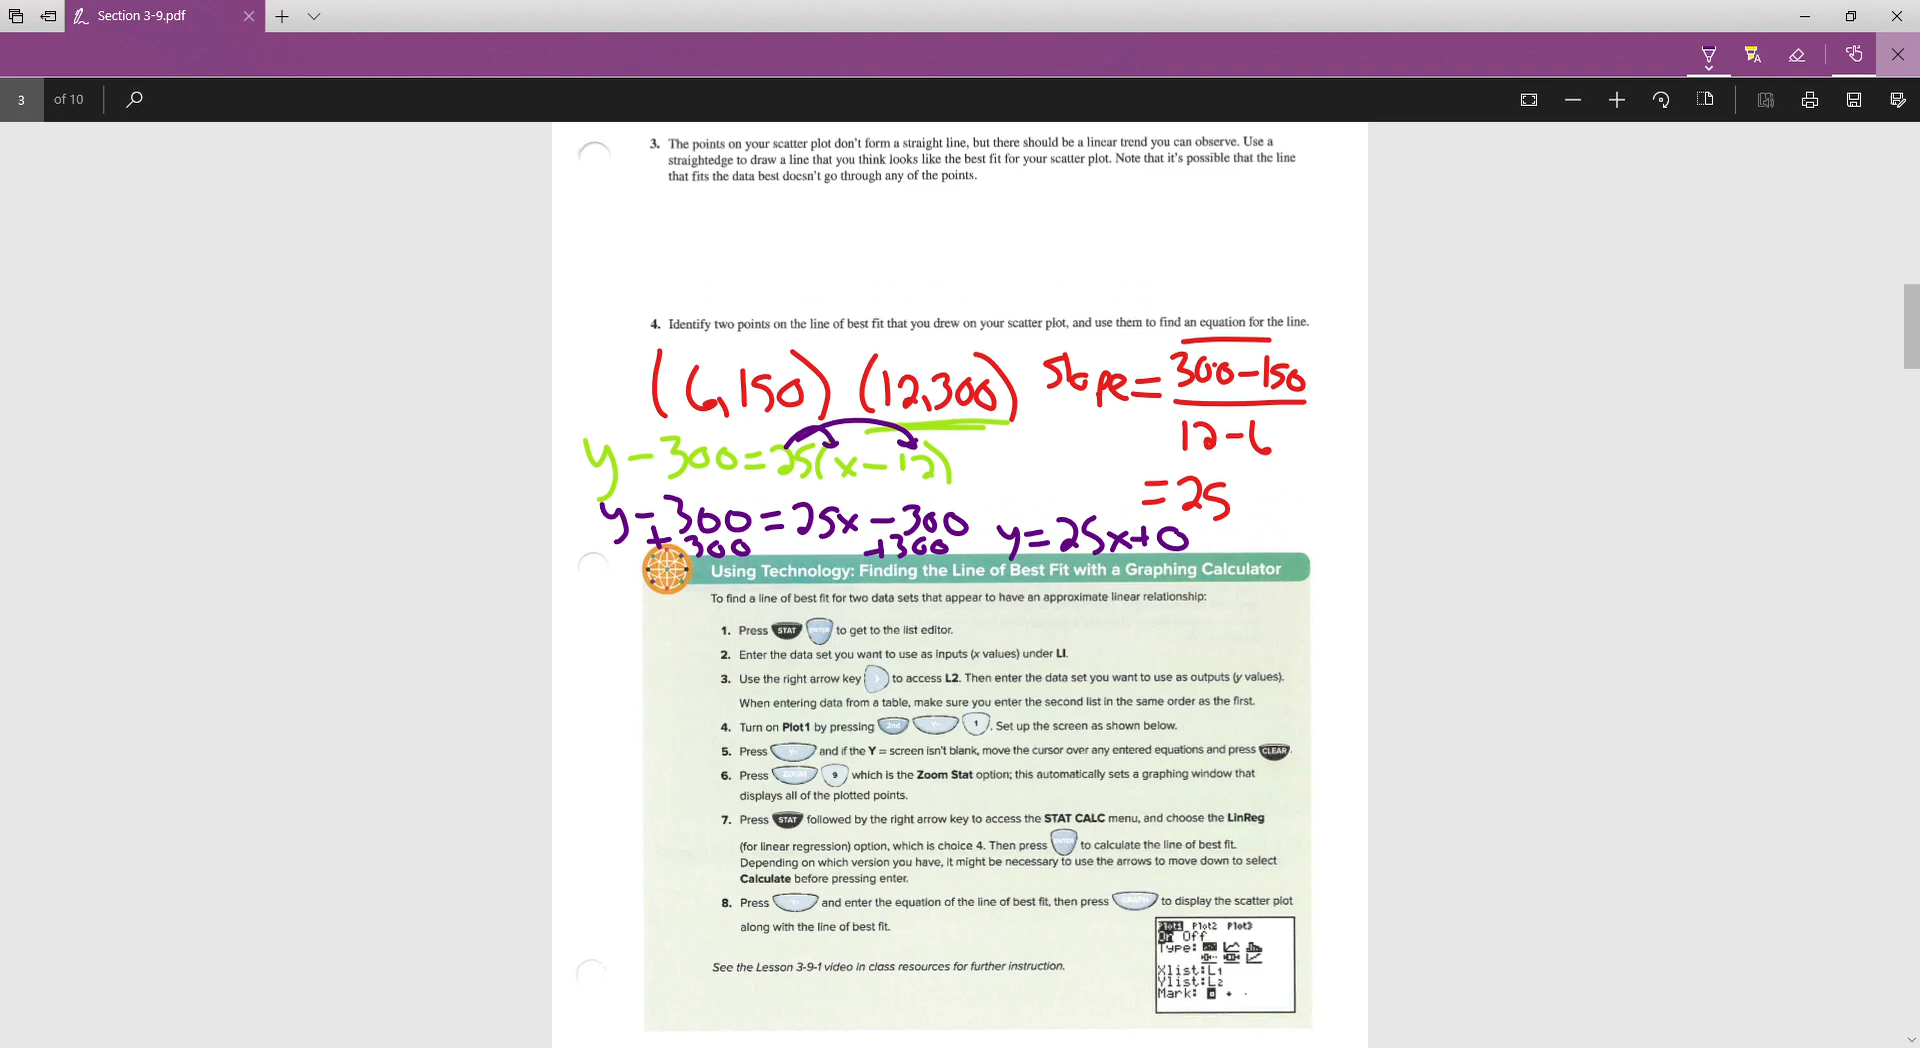 Section 3-9.pdf
3 of 10
3. The points on your scatter plot don't form a straight line, but there should be a linear trend you can observe. Use a
straightedge to draw a line that you think looks like the best fit for your scatter plot. Note that it's possible that the line
that fits the data best doesn't go through any of the points.
4. Identify two points on the line of best fit that you drew on your scatter plot, and use them to find an equation for the line.
(6,150) (12,300) slope = 300-150
12-6
= 25
y - 300 = 25(x - 12)
y - 300 = 25x - 300
+ 300 +300
y = 25x + 0
Using Technology: Finding the Line of Best Fit with a Graphing Calculator
To find a line of best fit for two data sets that appear to have an approximate linear relationship:
1. Press STAT ENTER to get to the list editor.
2. Enter the data set you want to use as inputs (x values) under L1.
3. Use the right arrow key to access L2. Then enter the data set you want to use as outputs (y values).
When entering data from a table, make sure you enter the second list in the same order as the first.
4. Turn on Plot1 by pressing 2nd Y= 1 . Set up the screen as shown below.
5. Press Y= and if the Y = screen isn't blank, move the cursor over any entered equations and press CLEAR.
6. Press ZOOM 9 which is the Zoom Stat option; this automatically sets a graphing window that
displays all of the plotted points.
7. Press STAT followed by the right arrow key to access the STAT CALC menu, and choose the LinReg
(for linear regression) option, which is choice 4. Then press ENTER to calculate the line of best fit.
Depending on which version you have, it might be necessary to use the arrows to move down to select
Calculate before pressing enter.
8. Press Y= and enter the equation of the line of best fit, then press GRAPH to display the scatter plot
along with the line of best fit.
See the Lesson 3-9-1 video in class resources for further instruction.
Plot1 Plot2 Plot3
On Off
Type:
Xlist:L1
Ylist:L2
Mark: